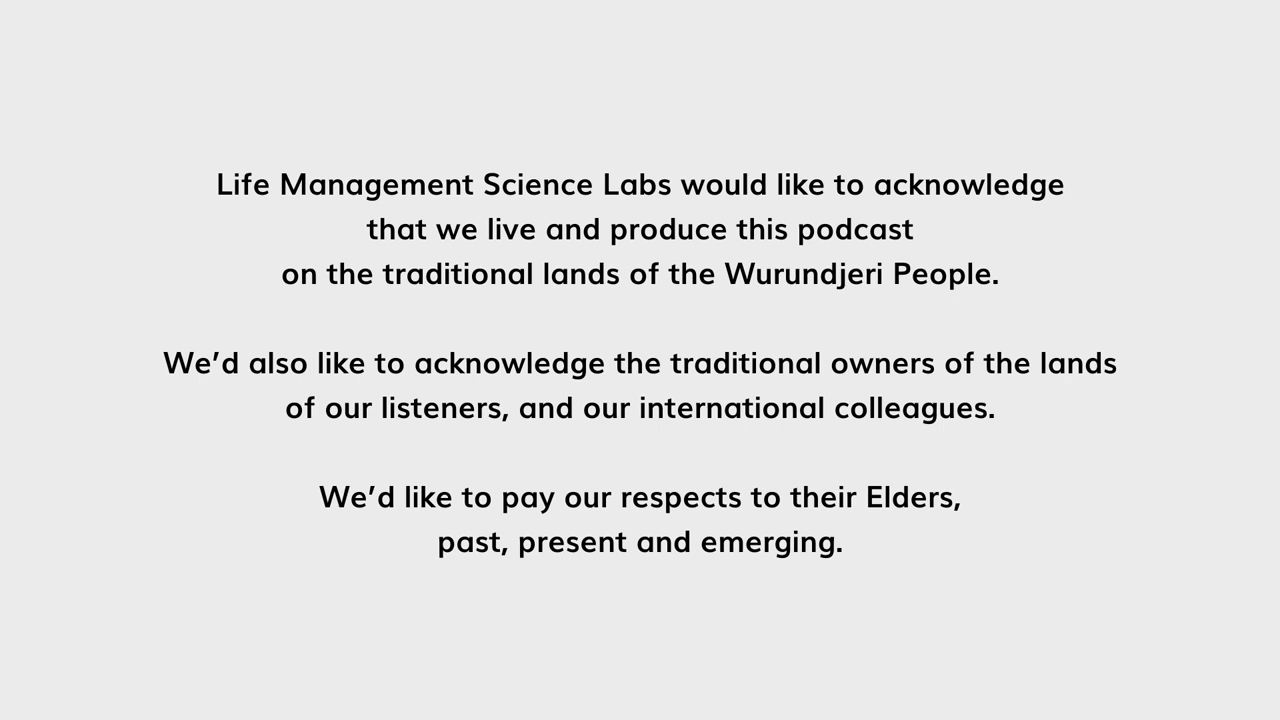 Life Management Science Labs would like to acknowledge
that we live and produce this podcast
on the traditional lands of the Wurundjeri People.
We’d also like to acknowledge the traditional owners of the lands
of our listeners, and our international colleagues.
We’d like to pay our respects to their Elders,
past, present and emerging.